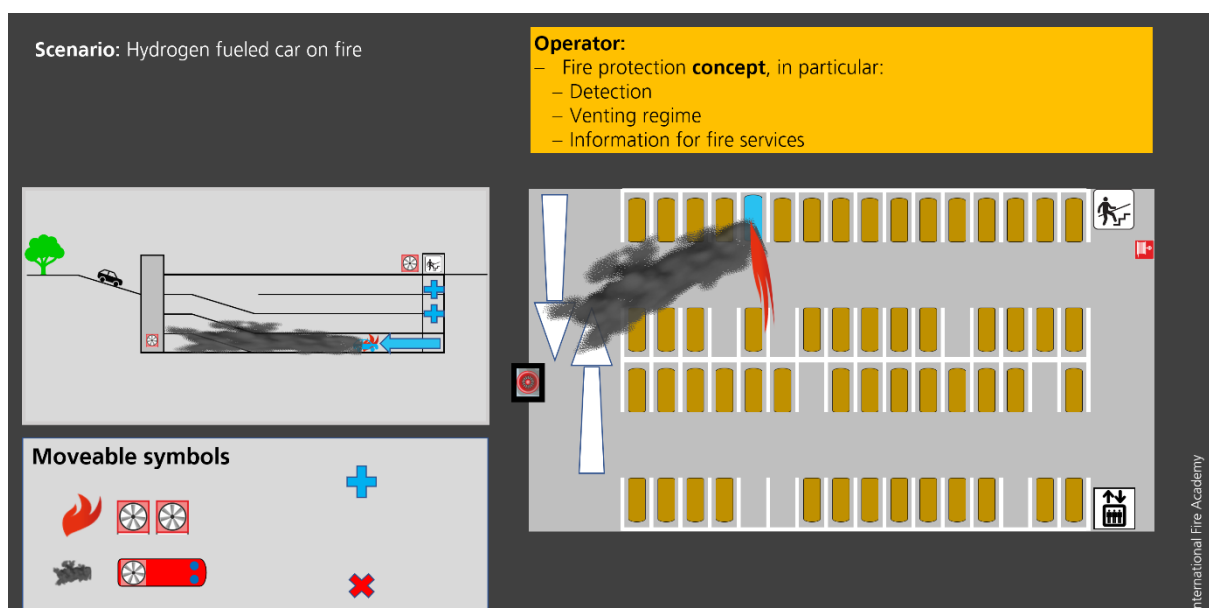 Scenario: Hydrogen fueled car on fire
Operator:
– Fire protection concept, in particular:
– Detection
– Venting regime
– Information for fire services
Moveable symbols
International Fire Academy